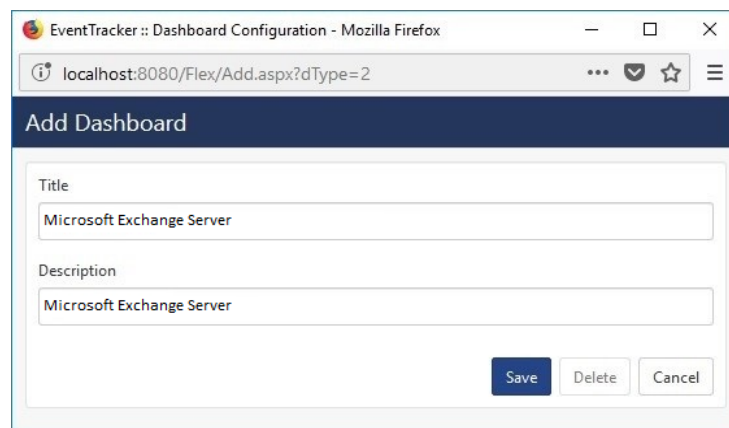 EventTracker :: Dashboard Configuration - Mozilla Firefox
localhost:8080/Flex/Add.aspx?dType=2
Add Dashboard
Title
Microsoft Exchange Server
Description
Microsoft Exchange Server
Save Delete Cancel